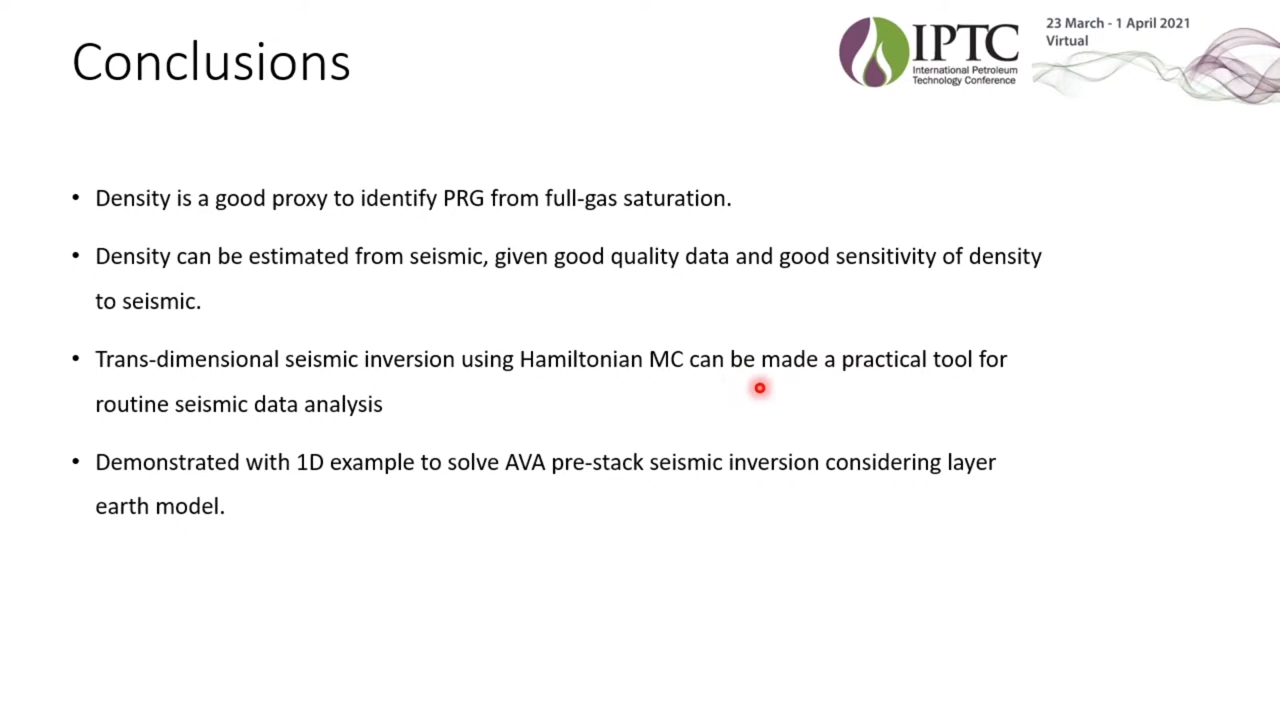 Conclusions
IPTC
International Petroleum
Technology Conference
23 March - 1 April 2021
Virtual
• Density is a good proxy to identify PRG from full-gas saturation.
• Density can be estimated from seismic, given good quality data and good sensitivity of density
to seismic.
• Trans-dimensional seismic inversion using Hamiltonian MC can be made a practical tool for
routine seismic data analysis
• Demonstrated with 1D example to solve AVA pre-stack seismic inversion considering layer
earth model.